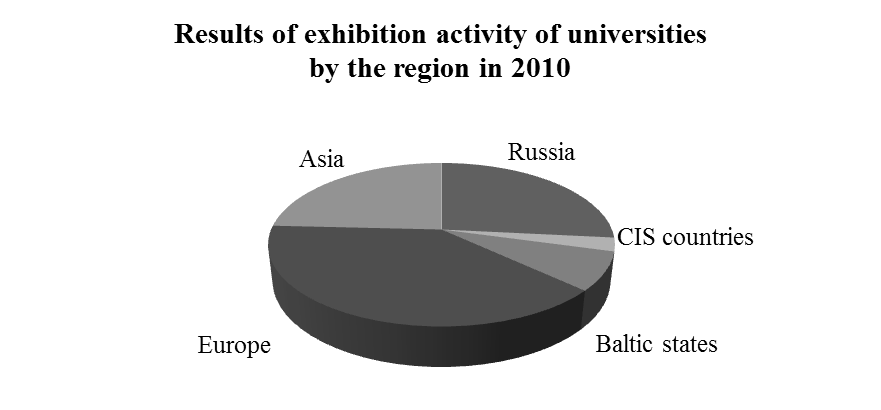 Results of exhibition activity of universities
by the region in 2010
Asia
Russia
CIS countries
Europe
Baltic states